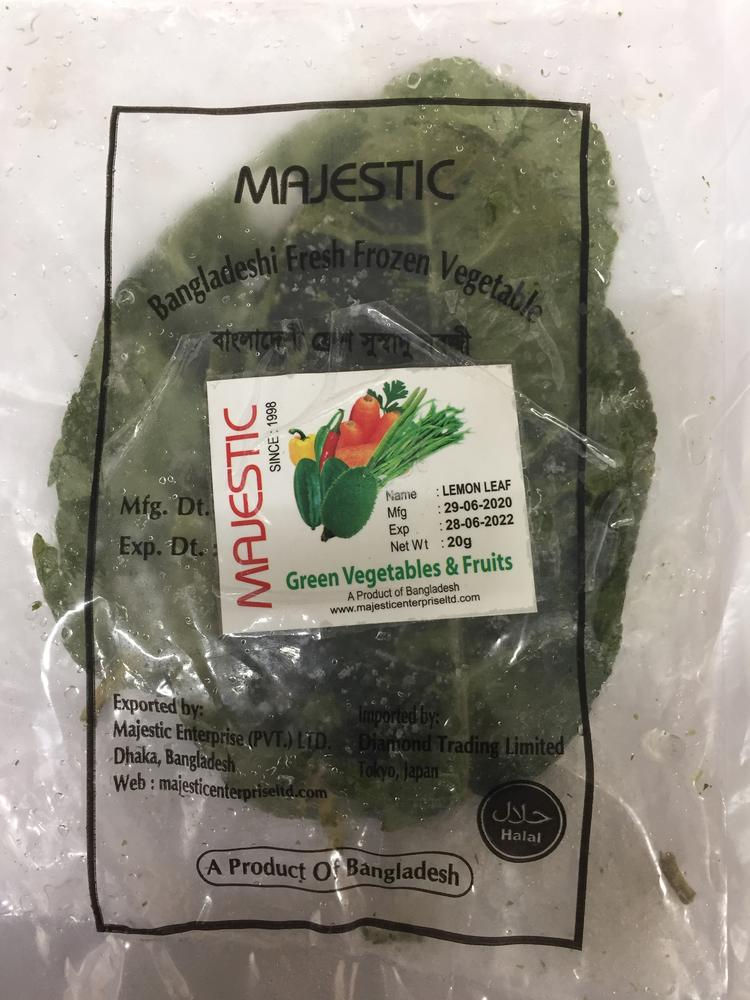 MAJESTIC
Bangladeshi Fresh Frozen Vegetable
বাংলাদেশী ফ্রেশ সুস্বাদু সবজী
MAJESTIC
SINCE : 1998
Name : LEMON LEAF
Mfg : 29-06-2020
Exp : 28-06-2022
Net Wt : 20g
Green Vegetables & Fruits
A Product of Bangladesh
www.majesticenterpriseltd.com
Mfg. Dt.
Exp. Dt. :
Exported by:
Majestic Enterprise (PVT.) LTD.
Dhaka, Bangladesh
Web : majesticenterpriseltd.com
Imported by:
Diamond Trading Limited
Tokyo, Japan
حلال
Halal
A Product Of Bangladesh